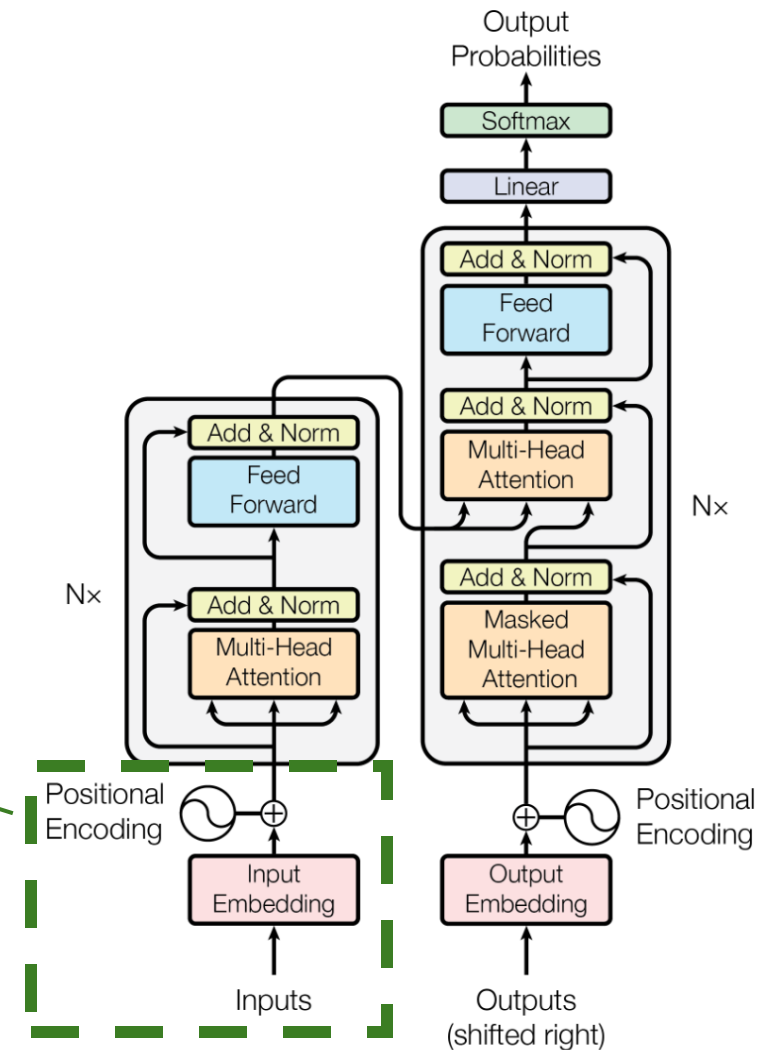 Output
Probabilities
Softmax
Linear
Add & Norm
Feed
Forward
Add & Norm
Multi-Head
Attention
Add & Norm
Masked
Multi-Head
Attention
N×
Add & Norm
Feed
Forward
N×
Add & Norm
Multi-Head
Attention
Positional
Encoding
Positional
Encoding
Input
Embedding
Output
Embedding
Inputs
Outputs
(shifted right)